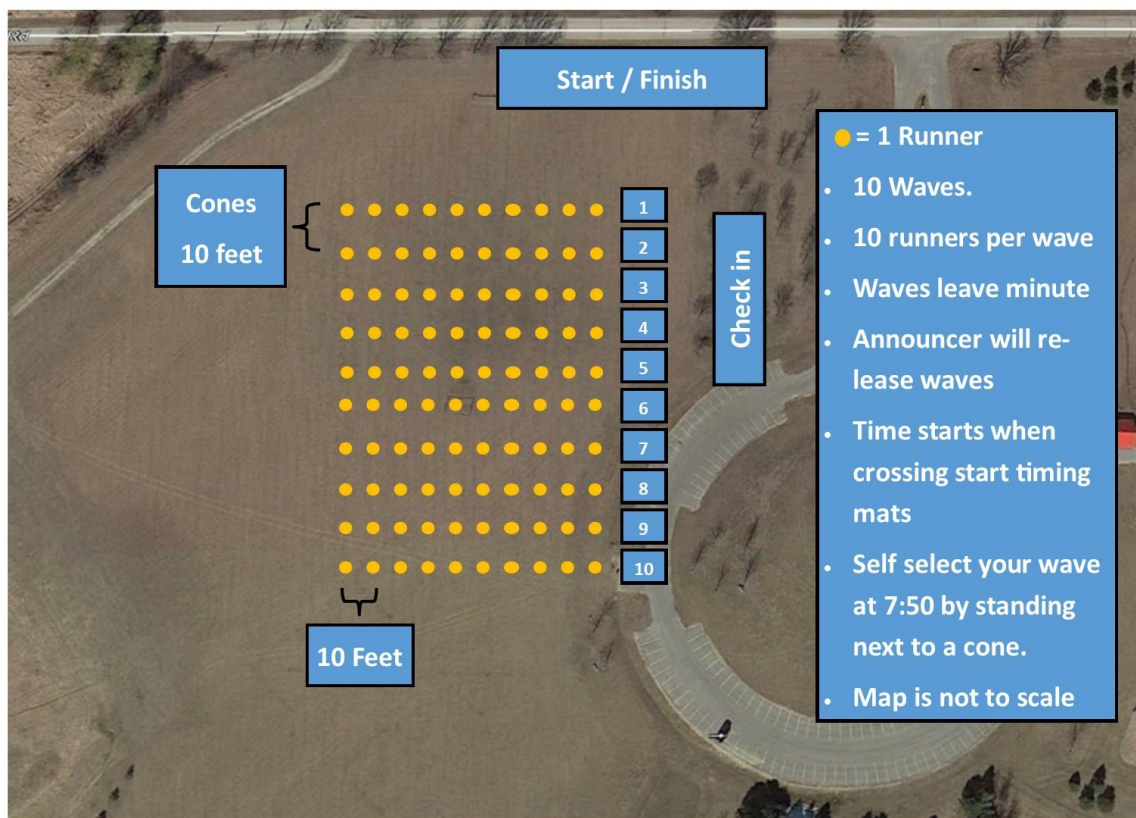 Rd
Start / Finish
Cones
10 feet
1
2
3
4
5
6
7
8
9
10
Check in
10 Feet
= 1 Runner
• 10 Waves.
• 10 runners per wave
• Waves leave minute
• Announcer will re-
lease waves
• Time starts when
crossing start timing
mats
• Self select your wave
at 7:50 by standing
next to a cone.
• Map is not to scale